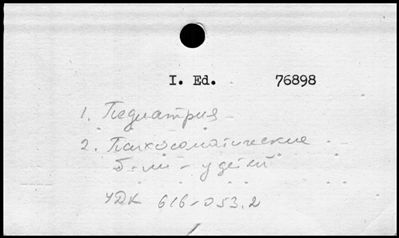 I. Ed. 76898
1. Педиатрия
2. Психосоматические
б-ни - у детей
УДК 616-053.2